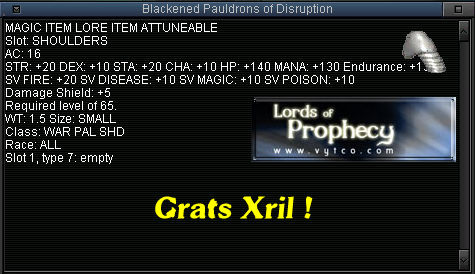 Blackened Pauldrons of Disruption
MAGIC ITEM LORE ITEM ATTUNEABLE
Slot: SHOULDERS
AC: 16
STR: +20 DEX: +10 STA: +20 CHA: +10 HP: +140 MANA: +130 Endurance: +1
SV FIRE: +20 SV DISEASE: +10 SV MAGIC: +10 SV POISON: +10
Damage Shield: +5
Required level of 65.
WT: 1.5 Size: SMALL
Class: WAR PAL SHD
Race: ALL
Slot 1, type 7: empty
Lords of
Prophecy
www.vytco.com
Grats Xril !